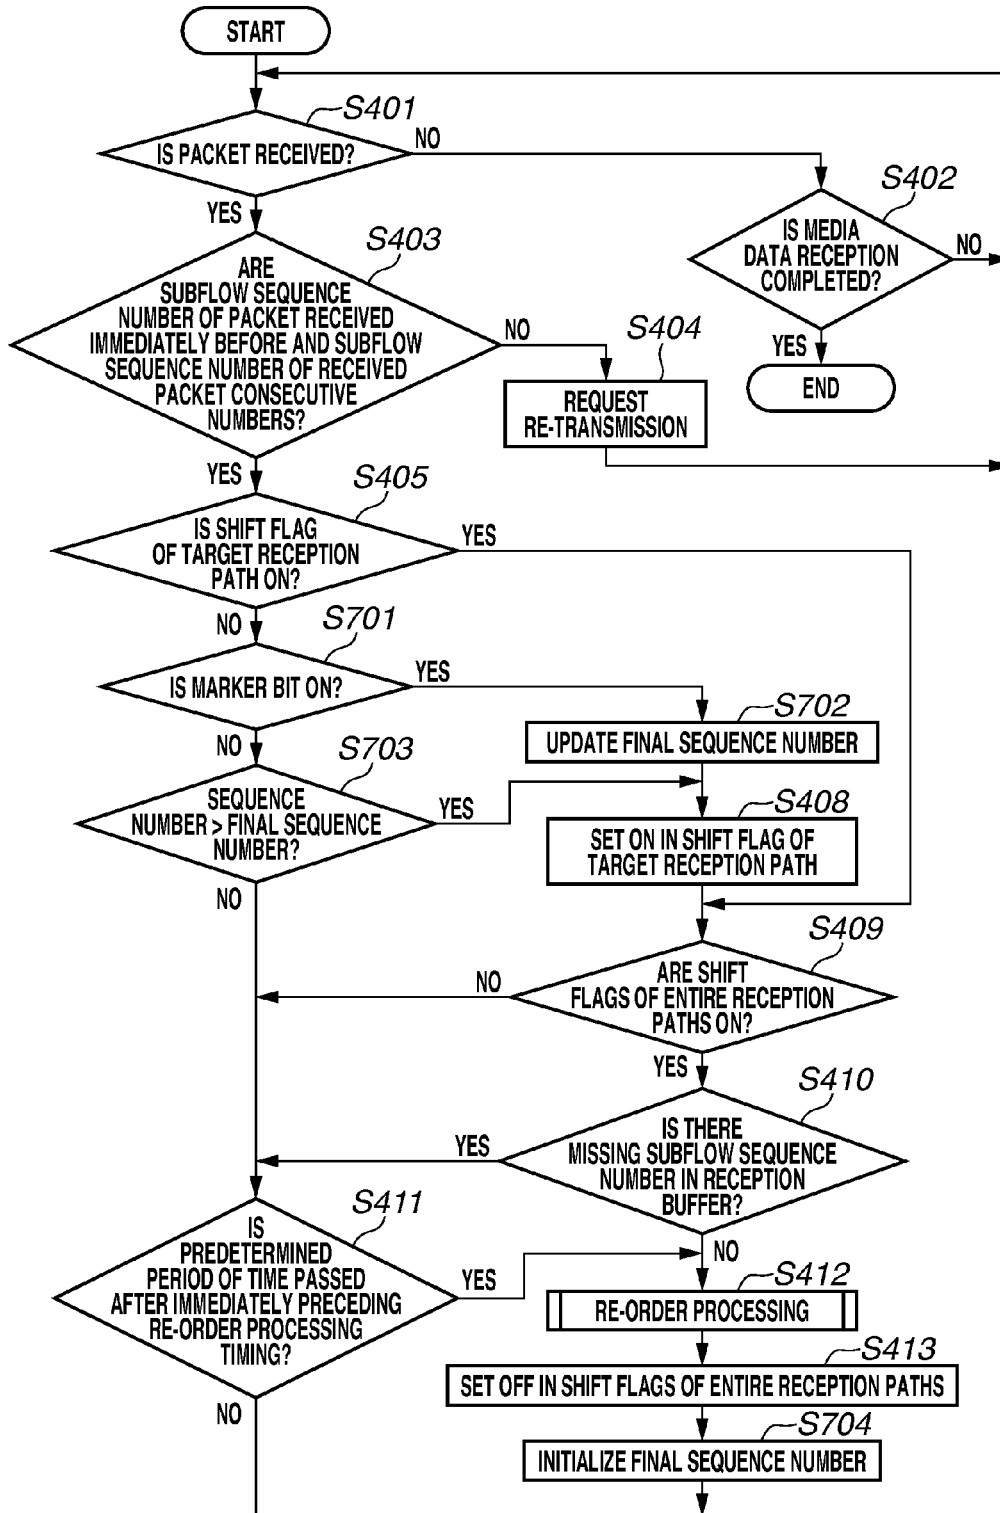 START
S401
IS PACKET RECEIVED?
NO
YES
S402
IS MEDIA
DATA RECEPTION
COMPLETED?
NO
YES
END
S403
ARE
SUBFLOW SEQUENCE
NUMBER OF PACKET RECEIVED
IMMEDIATELY BEFORE AND SUBFLOW
SEQUENCE NUMBER OF RECEIVED
PACKET CONSECUTIVE
NUMBERS?
NO
YES
S404
REQUEST
RE-TRANSMISSION
S405
IS SHIFT FLAG
OF TARGET RECEPTION
PATH ON?
YES
NO
S701
IS MARKER BIT ON?
YES
NO
S702
UPDATE FINAL SEQUENCE NUMBER
S703
SEQUENCE
NUMBER > FINAL SEQUENCE
NUMBER?
YES
NO
S408
SET ON IN SHIFT FLAG OF
TARGET RECEPTION PATH
S409
ARE SHIFT
FLAGS OF ENTIRE RECEPTION
PATHS ON?
NO
YES
S410
IS THERE
MISSING SUBFLOW SEQUENCE
NUMBER IN RECEPTION
BUFFER?
YES
NO
S411
IS
PREDETERMINED
PERIOD OF TIME PASSED
AFTER IMMEDIATELY PRECEDING
RE-ORDER PROCESSING
TIMING?
YES
NO
S412
RE-ORDER PROCESSING
S413
SET OFF IN SHIFT FLAGS OF ENTIRE RECEPTION PATHS
S704
INITIALIZE FINAL SEQUENCE NUMBER